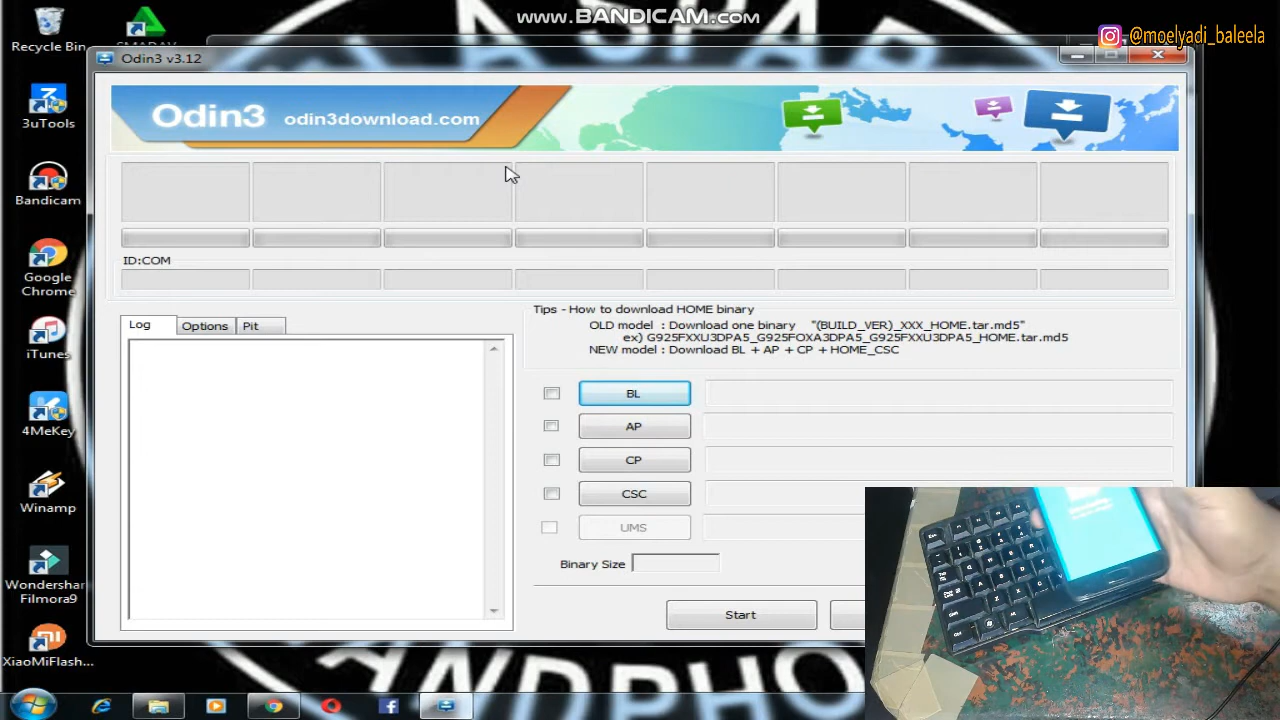 www.BANDICAM.com
@moelyadi_baleela
Recycle Bin
SMADAV
3uTools
Bandicam
Google
Chrome
iTunes
4MeKey
Winamp
Wondershar...
Filmora9
XiaoMiFlash...
Odin3 v3.12
Odin3 odin3download.com
ID:COM
Log Options Pit
Tips - How to download HOME binary
OLD model : Download one binary "(BUILD_VER)_XXX_HOME.tar.md5"
ex) G925FXXU3DPA5_G925FOXA3DPA5_G925FXXU3DPA5_HOME.tar.md5
NEW model : Download BL + AP + CP + HOME_CSC
BL
AP
CP
CSC
UMS
Binary Size
Start